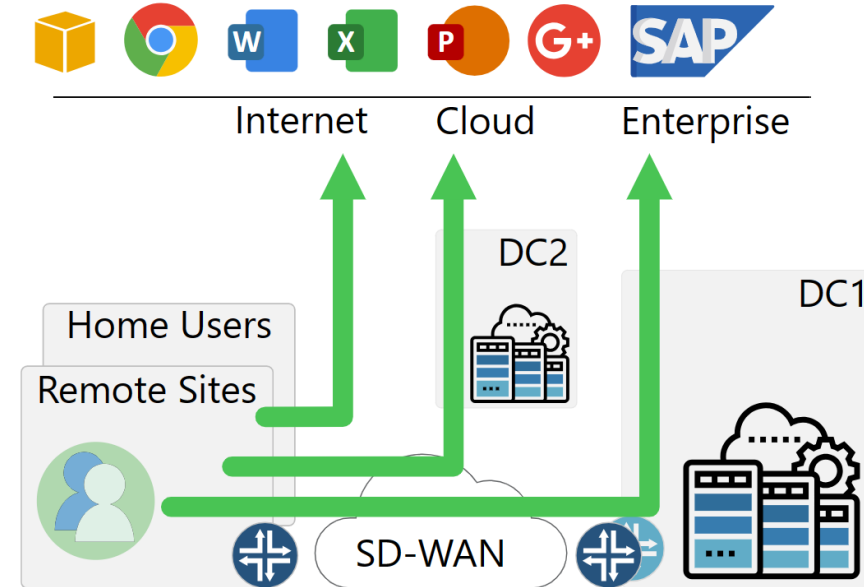 W
X
P
G+
SAP
Internet
Cloud
Enterprise
DC2
DC1
Home Users
Remote Sites
SD-WAN